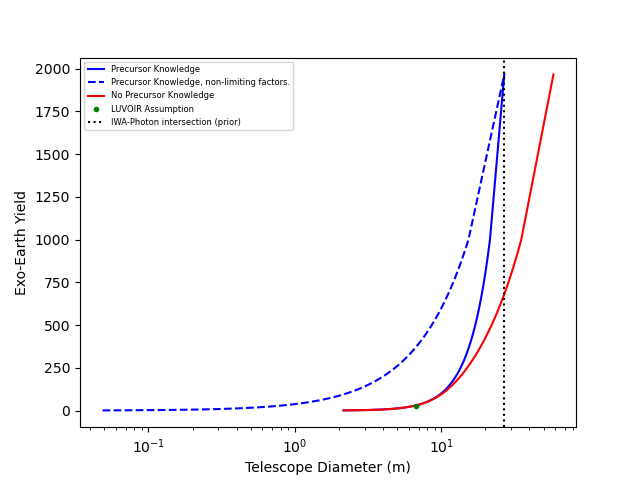 Precursor Knowledge
Precursor Knowledge, non-limiting factors.
No Precursor Knowledge
LUVOIR Assumption
IWA-Photon intersection (prior)
2000
1750
1500
1250
1000
750
500
250
0
Exo-Earth Yield
10⁻¹ 10⁰ 10¹
Telescope Diameter (m)